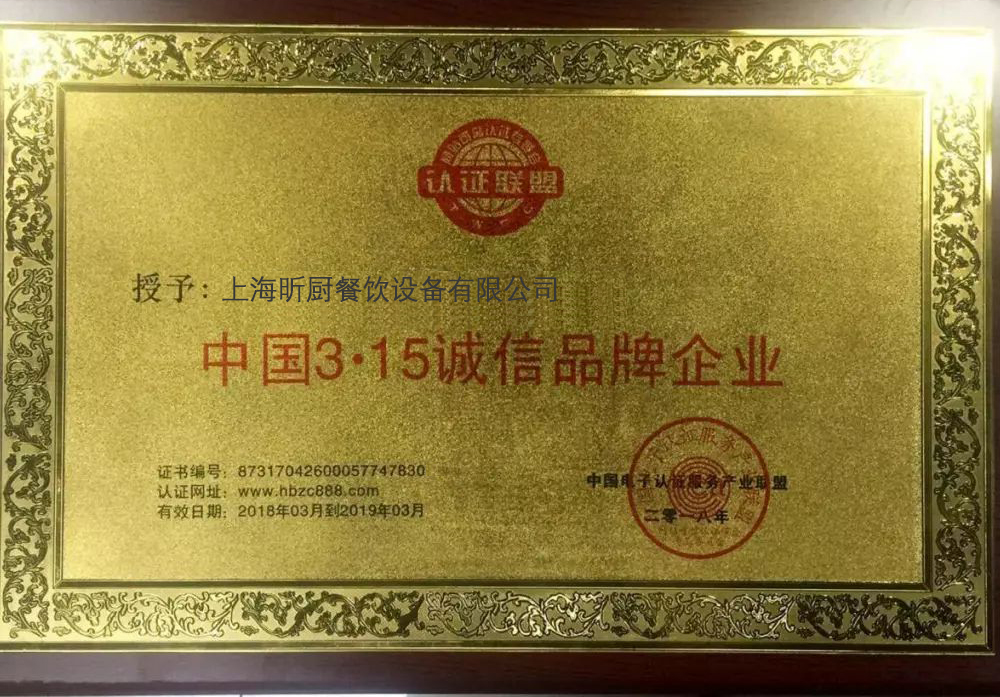 认证联盟
授予：上海昕厨餐饮设备有限公司
中国3·15诚信品牌企业
证书编号：87317042600057747830
认证网址：www.hbzc888.com
有效日期：2018年03月到2019年03月
中国电子认证服务产业联盟
二零一八年